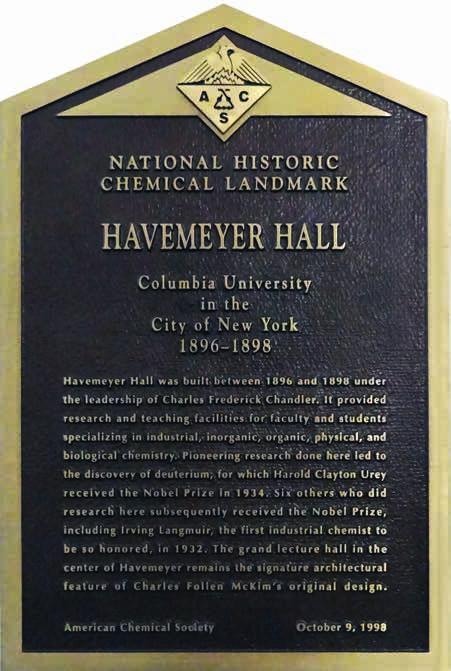 A C
S
NATIONAL HISTORIC
CHEMICAL LANDMARK
HAVEMEYER HALL
Columbia University
in the
City of New York
1896–1898
Havemeyer Hall was built between 1896 and 1898 under
the leadership of Charles Frederick Chandler. It provided
research and teaching facilities for faculty and students
specializing in industrial, inorganic, organic, physical, and
biological chemistry. Pioneering research done here led to
the discovery of deuterium, for which Harold Clayton Urey
received the Nobel Prize in 1934. Six others who did
research here subsequently received the Nobel Prize,
including Irving Langmuir, the first industrial chemist to
be so honored, in 1932. The grand lecture hall in the
center of Havemeyer remains the signature architectural
feature of Charles Follen McKim's original design.
American Chemical Society October 9, 1998